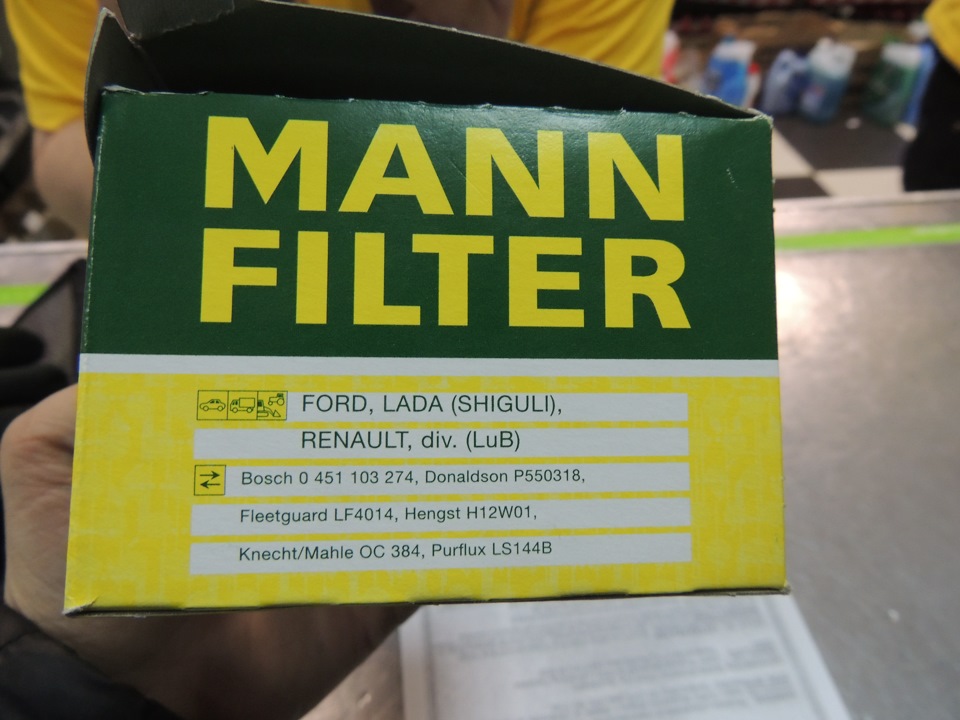 MANN
FILTER
FORD, LADA (SHIGULI),
RENAULT, div. (LuB)
Bosch 0 451 103 274, Donaldson P550318,
Fleetguard LF4014, Hengst H12W01,
Knecht/Mahle OC 384, Purflux LS144B